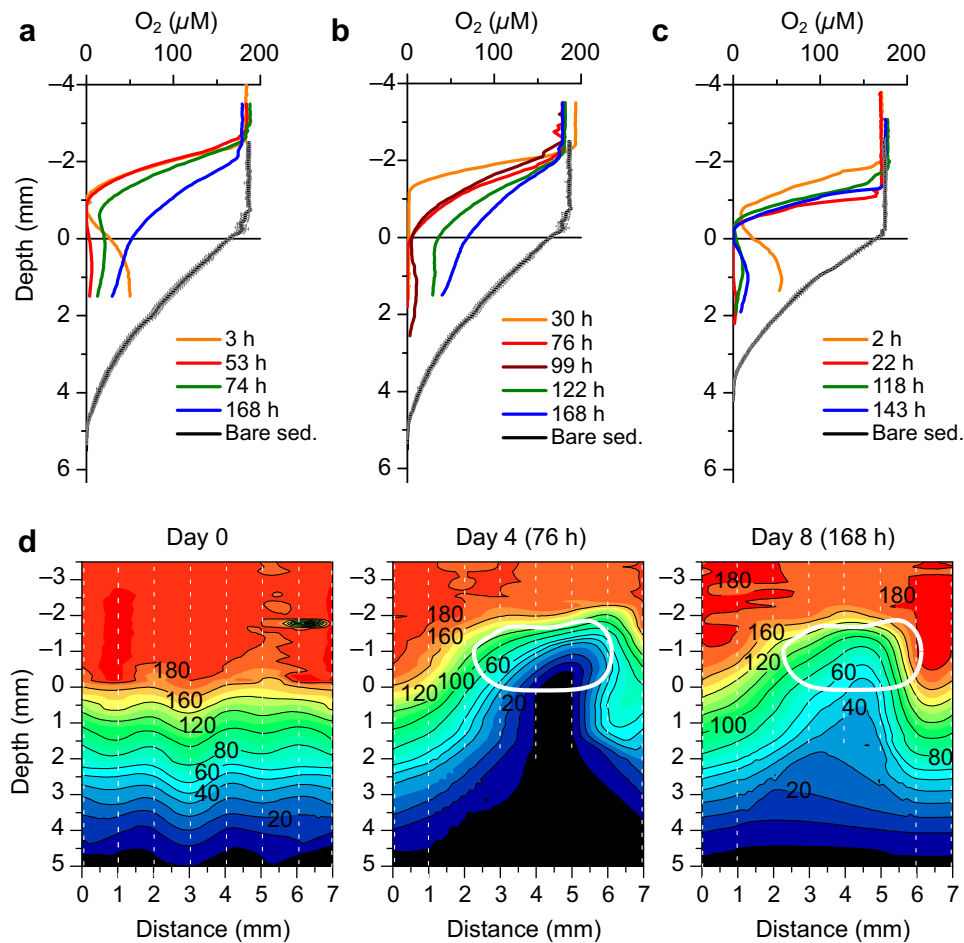 a O₂ (µM)
0 100 200
b O₂ (µM)
0 100 200
c O₂ (µM)
0 100 200
Depth (mm)
–4
–2
0
2
4
6
3 h
53 h
74 h
168 h
Bare sed.
–4
–2
0
2
4
6
30 h
76 h
99 h
122 h
168 h
Bare sed.
–4
–2
0
2
4
6
2 h
22 h
118 h
143 h
Bare sed.
d Day 0
Depth (mm)
–3
–2
–1
0
1
2
3
4
5
180
160
120
80
60
40
20
0 1 2 3 4 5 6 7
Distance (mm)
Day 4 (76 h)
–3
–2
–1
0
1
2
3
4
5
180
160
60
120
100
20
0 1 2 3 4 5 6 7
Distance (mm)
Day 8 (168 h)
–3
–2
–1
0
1
2
3
4
5
180
180
160
120
60
40
100
80
20
0 1 2 3 4 5 6 7
Distance (mm)